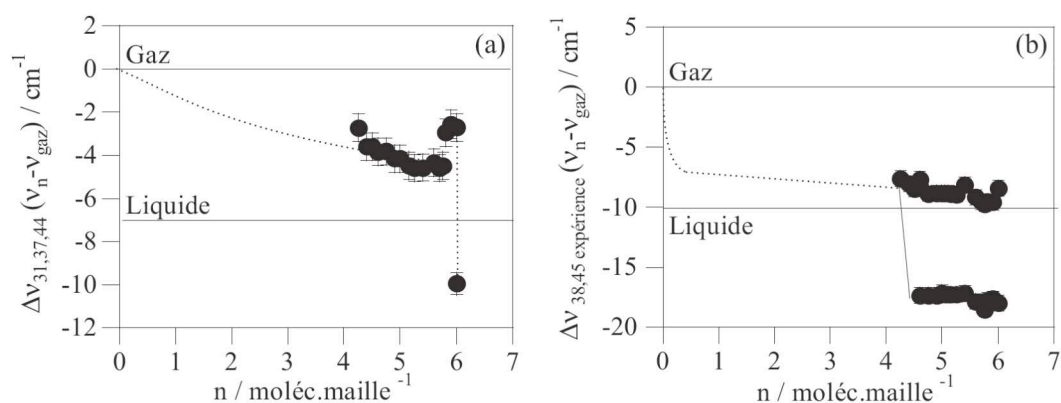 (a)
Gaz
Liquide
2
0
-2
-4
-6
-8
-10
-12
0 1 2 3 4 5 6 7
Δν31,37,44 (νn-νgaz) / cm-1
n / moléc.maille -1
(b)
Gaz
Liquide
5
0
-5
-10
-15
-20
0 1 2 3 4 5 6 7
Δν 38,45 expérience (νn-νgaz) / cm-1
n / moléc.maille -1